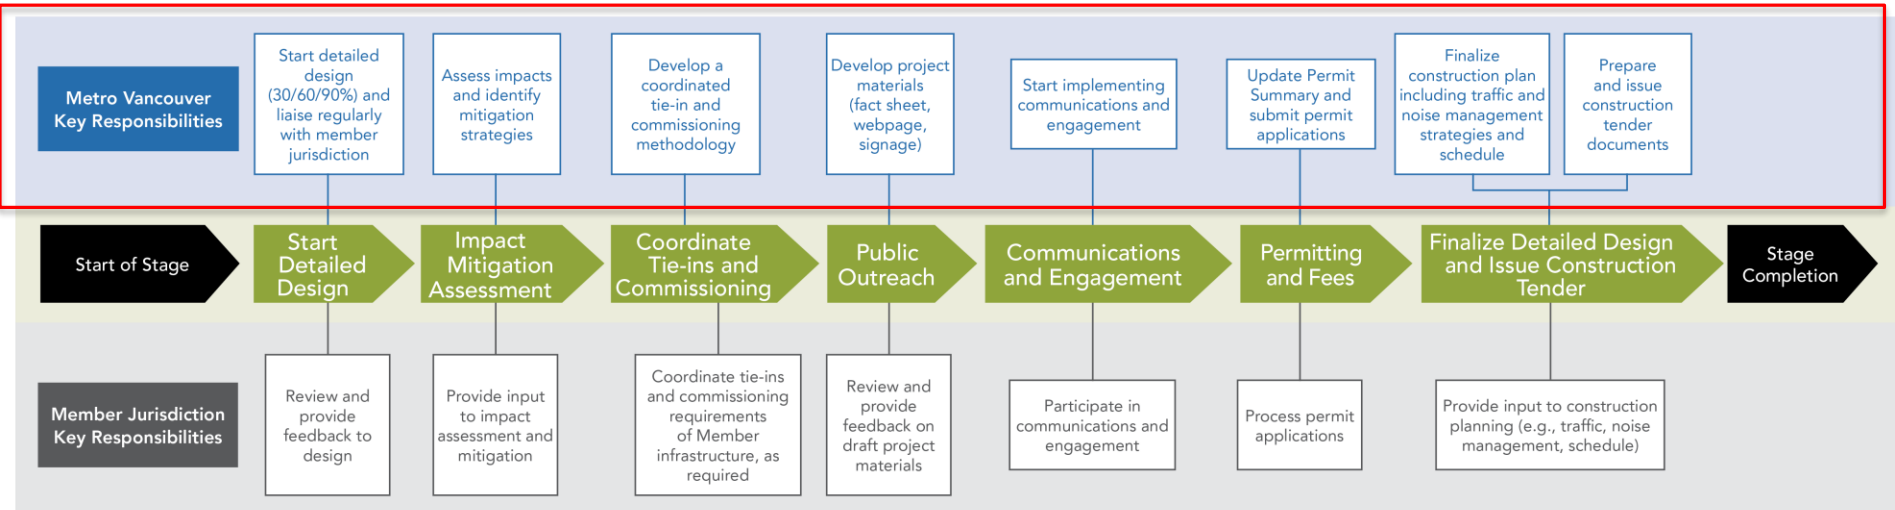 Metro Vancouver
Key Responsibilities
Start detailed
design
(30/60/90%) and
liaise regularly
with member
jurisdiction
Assess impacts
and identify
mitigation
strategies
Develop a
coordinated
tie-in and
commissioning
methodology
Develop project
materials
(fact sheet,
webpage,
signage)
Start implementing
communications and
engagement
Update Permit
Summary and
submit permit
applications
Finalize
construction plan
including traffic and
noise management
strategies and
schedule
Prepare
and issue
construction
tender
documents
Start of Stage
Start
Detailed
Design
Impact
Mitigation
Assessment
Coordinate
Tie-ins and
Commissioning
Public
Outreach
Communications
and Engagement
Permitting
and Fees
Finalize Detailed Design
and Issue Construction
Tender
Stage
Completion
Member Jurisdiction
Key Responsibilities
Review and
provide
feedback to
design
Provide input
to impact
assessment and
mitigation
Coordinate tie-ins
and commissioning
requirements
of Member
infrastructure, as
required
Review and
provide
feedback on
draft project
materials
Participate in
communications and
engagement
Process permit
applications
Provide input to construction
planning (e.g., traffic, noise
management, schedule)